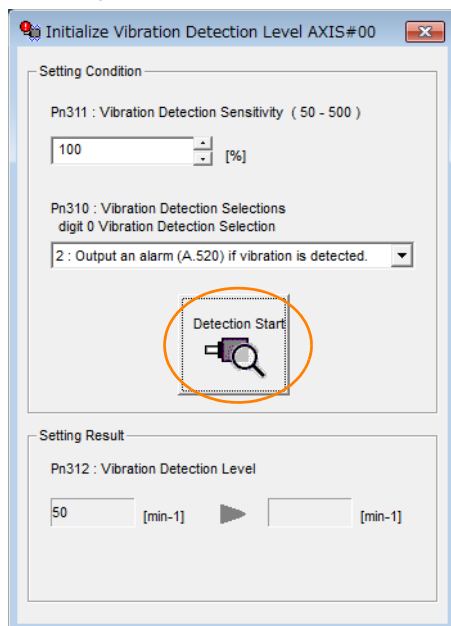 Initialize Vibration Detection Level AXIS#00
Setting Condition
Pn311 : Vibration Detection Sensitivity ( 50 - 500 )
100
[%]
Pn310 : Vibration Detection Selections
digit 0 Vibration Detection Selection
2 : Output an alarm (A.520) if vibration is detected.
Detection Start
Setting Result
Pn312 : Vibration Detection Level
50 [min-1] [min-1]